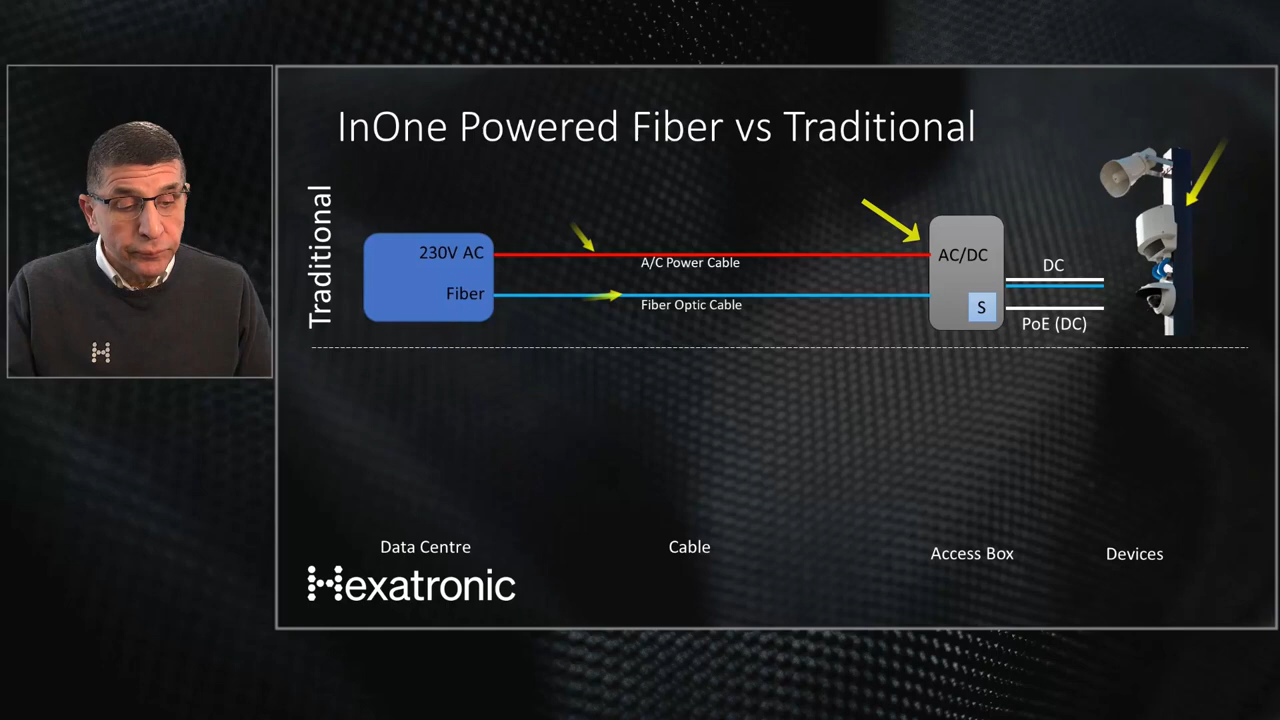 InOne Powered Fiber vs Traditional
Traditional
230V AC
Fiber
A/C Power Cable
Fiber Optic Cable
AC/DC
S
DC
PoE (DC)
Data Centre
Cable
Access Box
Devices
Hexatronic
H